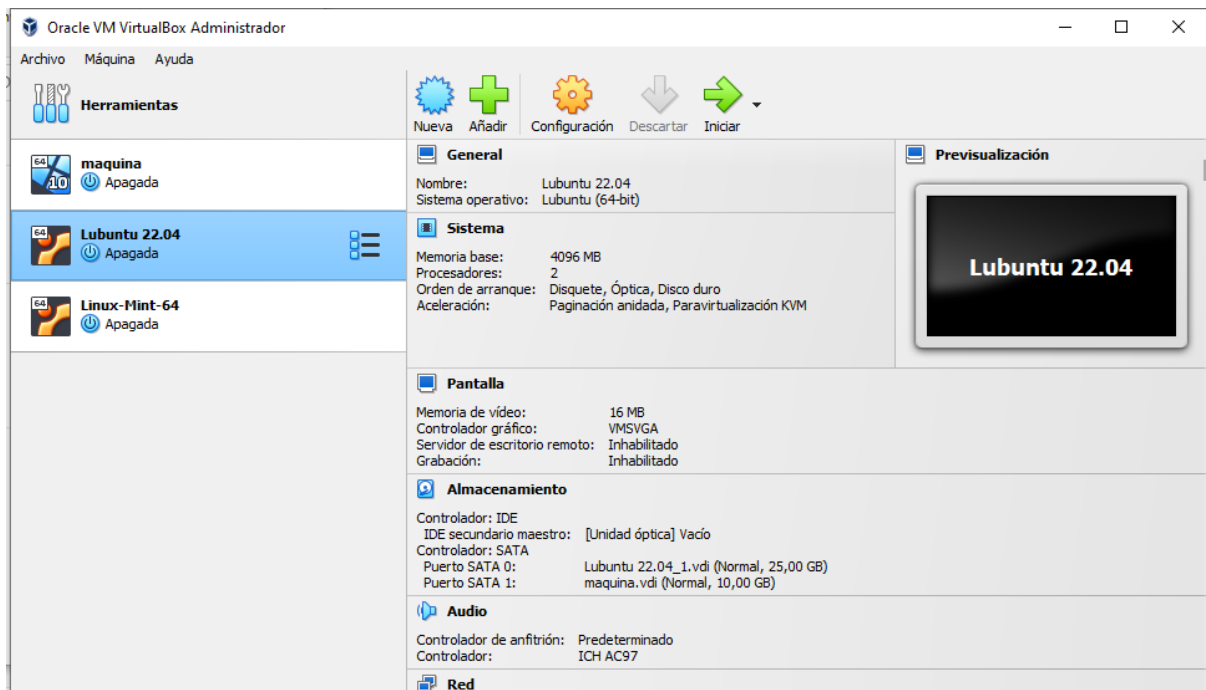 Oracle VM VirtualBox Administrador
Archivo Máquina Ayuda
Herramientas
Nueva Añadir Configuración Descartar Iniciar
64
10
maquina
Apagada
64
Lubuntu 22.04
Apagada
64
Linux-Mint-64
Apagada
General
Nombre: Lubuntu 22.04
Sistema operativo: Lubuntu (64-bit)
Previsualización
Lubuntu 22.04
Sistema
Memoria base: 4096 MB
Procesadores: 2
Orden de arranque: Disquete, Óptica, Disco duro
Aceleración: Paginación anidada, Paravirtualización KVM
Pantalla
Memoria de vídeo: 16 MB
Controlador gráfico: VMSVGA
Servidor de escritorio remoto: Inhabilitado
Grabación: Inhabilitado
Almacenamiento
Controlador: IDE
IDE secundario maestro: [Unidad óptica] Vacío
Controlador: SATA
Puerto SATA 0: Lubuntu 22.04_1.vdi (Normal, 25,00 GB)
Puerto SATA 1: maquina.vdi (Normal, 10,00 GB)
Audio
Controlador de anfitrión: Predeterminado
Controlador: ICH AC97
Red